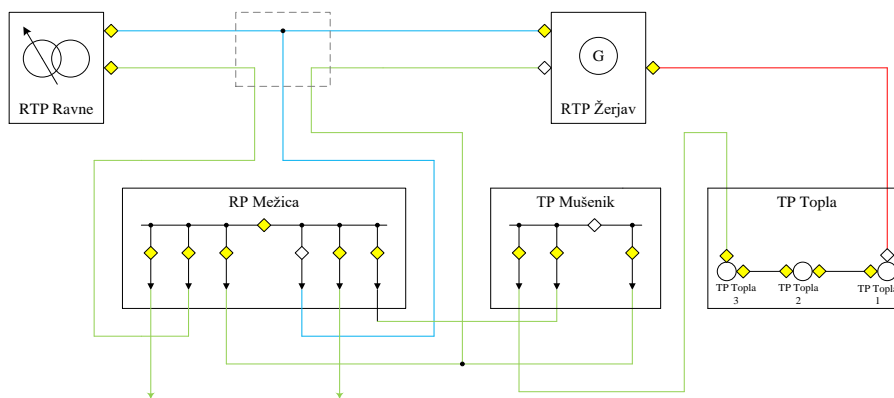 G
RTP Ravne
RTP Žerjav
RP Mežica
TP Mušenik
TP Topla
TP Topla
3
TP Topla
2
TP Topla
1